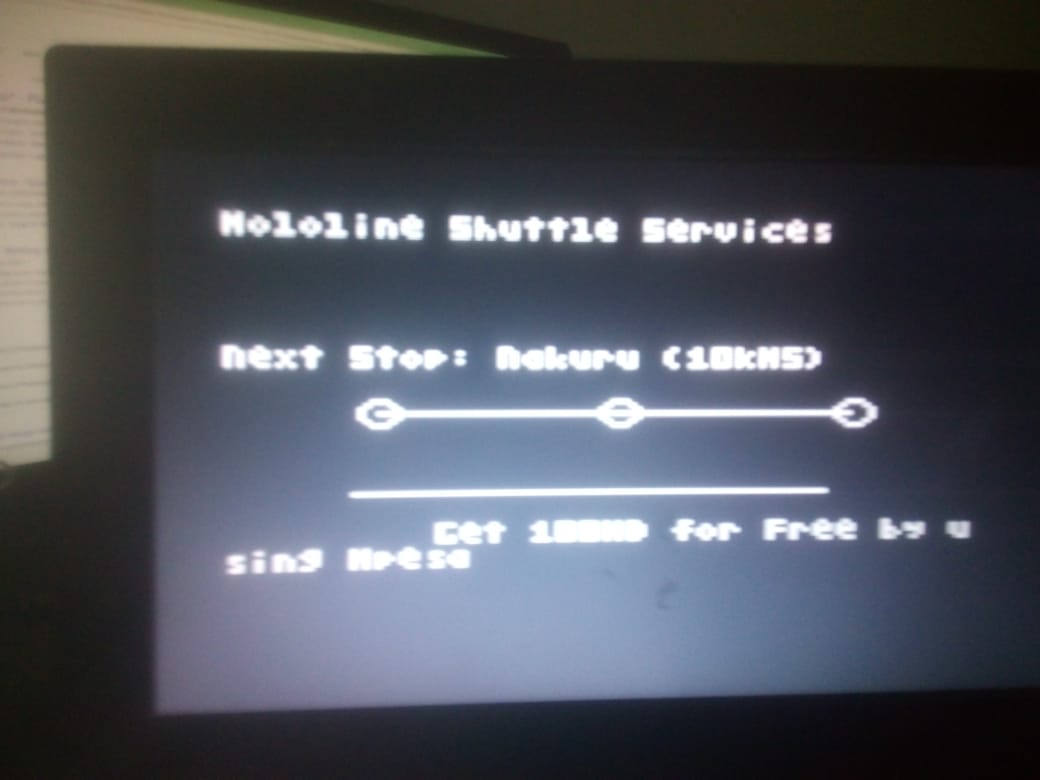 Mololine Shuttle Services
Next Stop: Nakuru (10kMS)
Get 100MB for Free by u
sing Mpesa